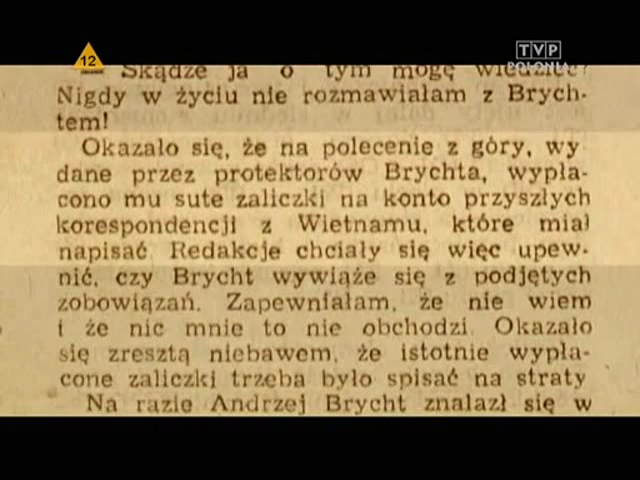 12
TVP
POLONIA
Skądże ja o tym mogę wiedzieć?
Nigdy w życiu nie rozmawiałam z Brych-
tem!
Okazało się, że na polecenie z góry, wy
dane przez protektorów Brychta, wypła-
cono mu sute zaliczki na konto przyszłych
korespondencji z Wietnamu, które miał
napisać. Redakcje chciały się więc upew-
nić, czy Brycht wywiąże się z podjętych
zobowiązań. Zapewniałam, że nie wiem
i że nic mnie to nie obchodzi. Okazało
się zresztą niebawem, że istotnie wypła-
cone zaliczki trzeba było spisać na straty
Na razie Andrzej Brycht znalazł się w